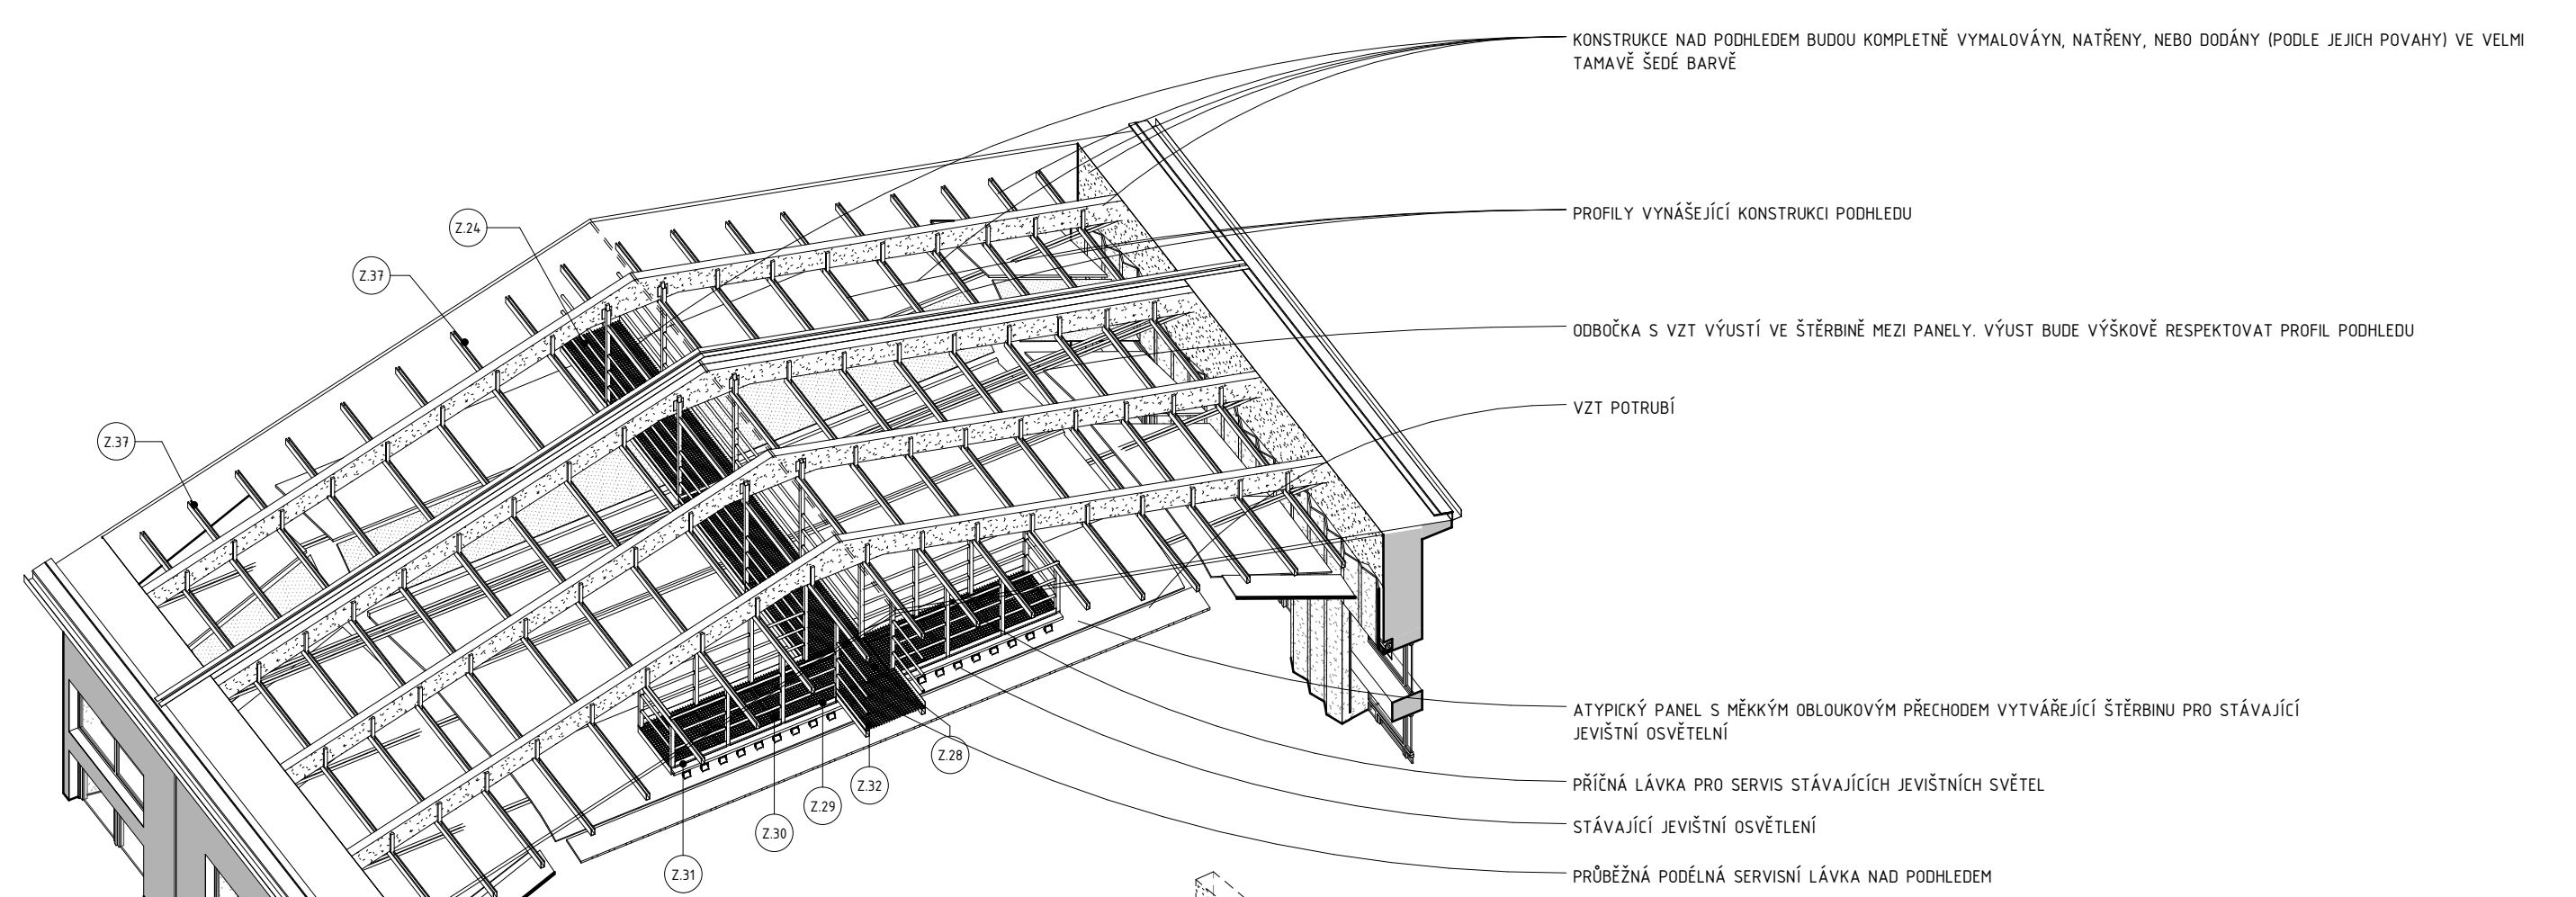 KONSTRUKCE NAD PODHLEDEM BUDOU KOMPLETNĚ VYMALOVÁYN, NATŘENY, NEBO DODÁNY (PODLE JEJICH POVAHY) VE VELMI
TAMAVĚ ŠEDÉ BARVĚ
PROFILY VYNÁŠEJÍCÍ KONSTRUKCI PODHLEDU
Z.24
Z.37
ODBOČKA S VZT VÝUSTÍ VE ŠTĚRBINĚ MEZI PANELY. VÝUST BUDE VÝŠKOVĚ RESPEKTOVAT PROFIL PODHLEDU
VZT POTRUBÍ
Z.37
ATYPICKÝ PANEL S MĚKKÝM OBLOUKOVÝM PŘECHODEM VYTVÁŘEJÍCÍ ŠTĚRBINU PRO STÁVAJÍCÍ
JEVIŠTNÍ OSVĚTELNÍ
Z.28
PŘÍČNÁ LÁVKA PRO SERVIS STÁVAJÍCÍCH JEVIŠTNÍCH SVĚTEL
Z.32
Z.29
STÁVAJÍCÍ JEVIŠTNÍ OSVĚTLENÍ
Z.30
Z.31
PRŮBĚŽNÁ PODÉLNÁ SERVISNÍ LÁVKA NAD PODHLEDEM